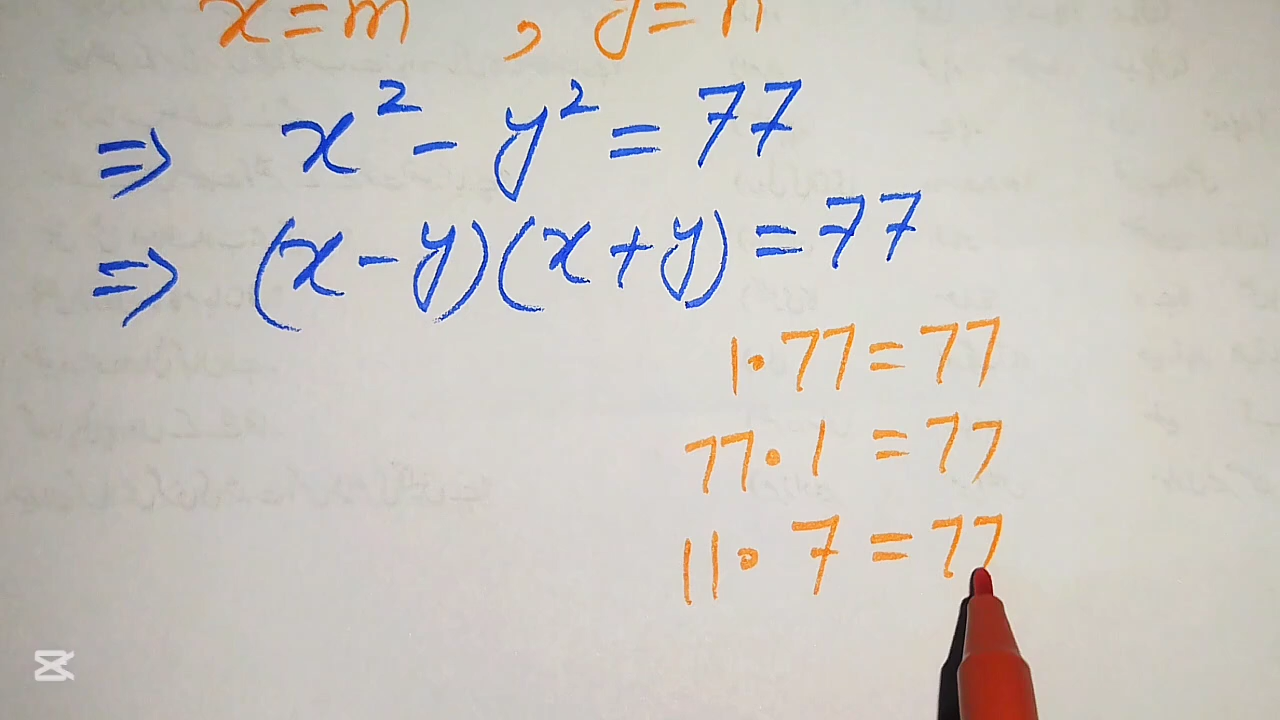 x = m , y = n
⇒ x² - y² = 77
⇒ (x - y)(x + y) = 77
1 · 77 = 77
77 · 1 = 77
11 · 7 = 77